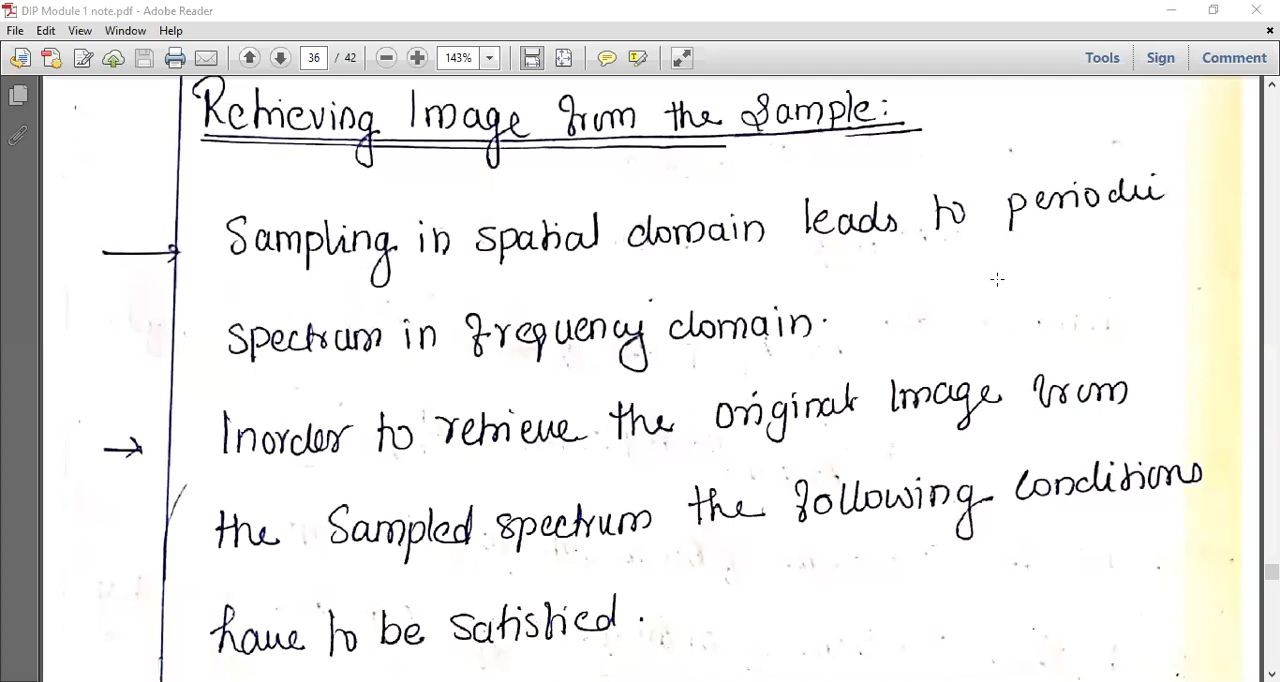 DIP Module 1 note.pdf - Adobe Reader
File Edit View Window Help
36 / 42 143% Tools Sign Comment
Retrieving Image from the Sample:
Sampling in spatial domain leads to periodic
spectrum in frequency domain.
Inorder to retrieve the original Image from
the Sampled spectrum the following conditions
have to be satisfied.